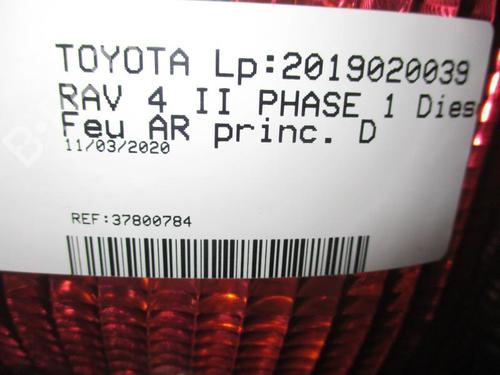 TOYOTA Lp:2019020039
RAV 4 II PHASE 1 Dies
Feu AR princ. D
11/03/2020
REF:37800784